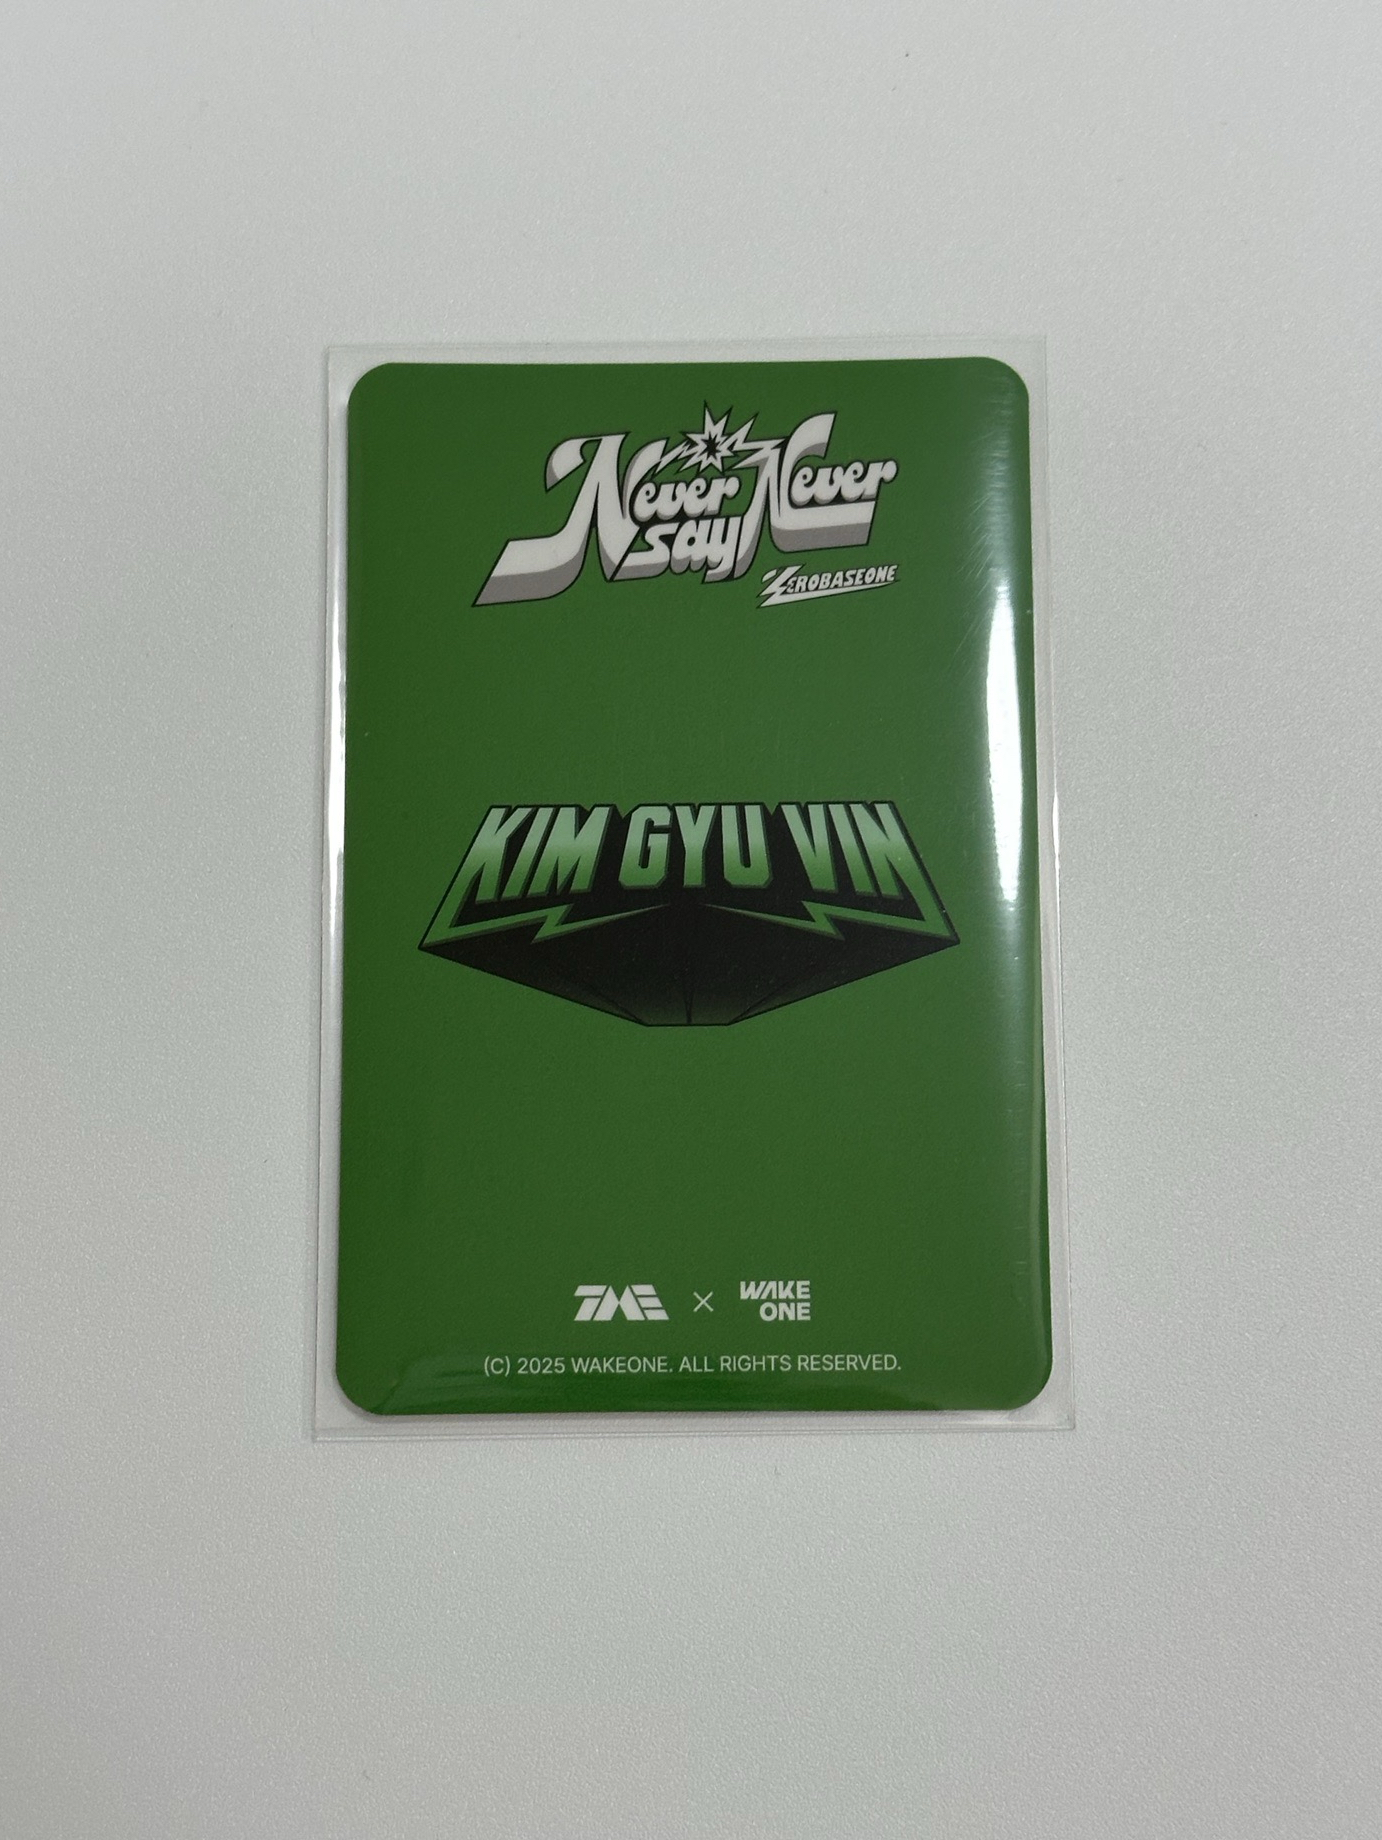 Never say Never
ZEROBASEONE
KIM GYU VIN
TME × WAKE ONE
(C) 2025 WAKEONE. ALL RIGHTS RESERVED.